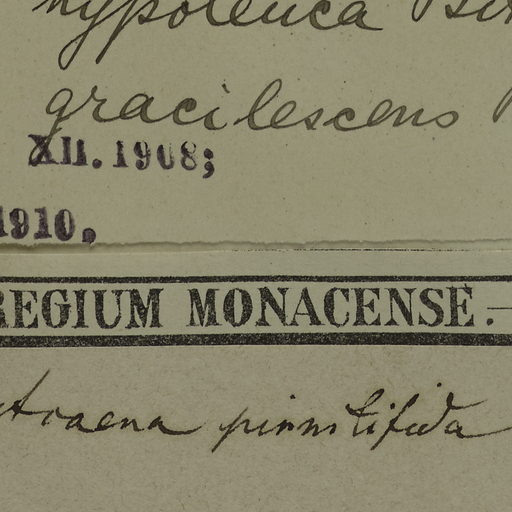 hypoleuca
gracilescens
XII. 1908;
1910.
REGIUM MONACENSE.
pinnatifida